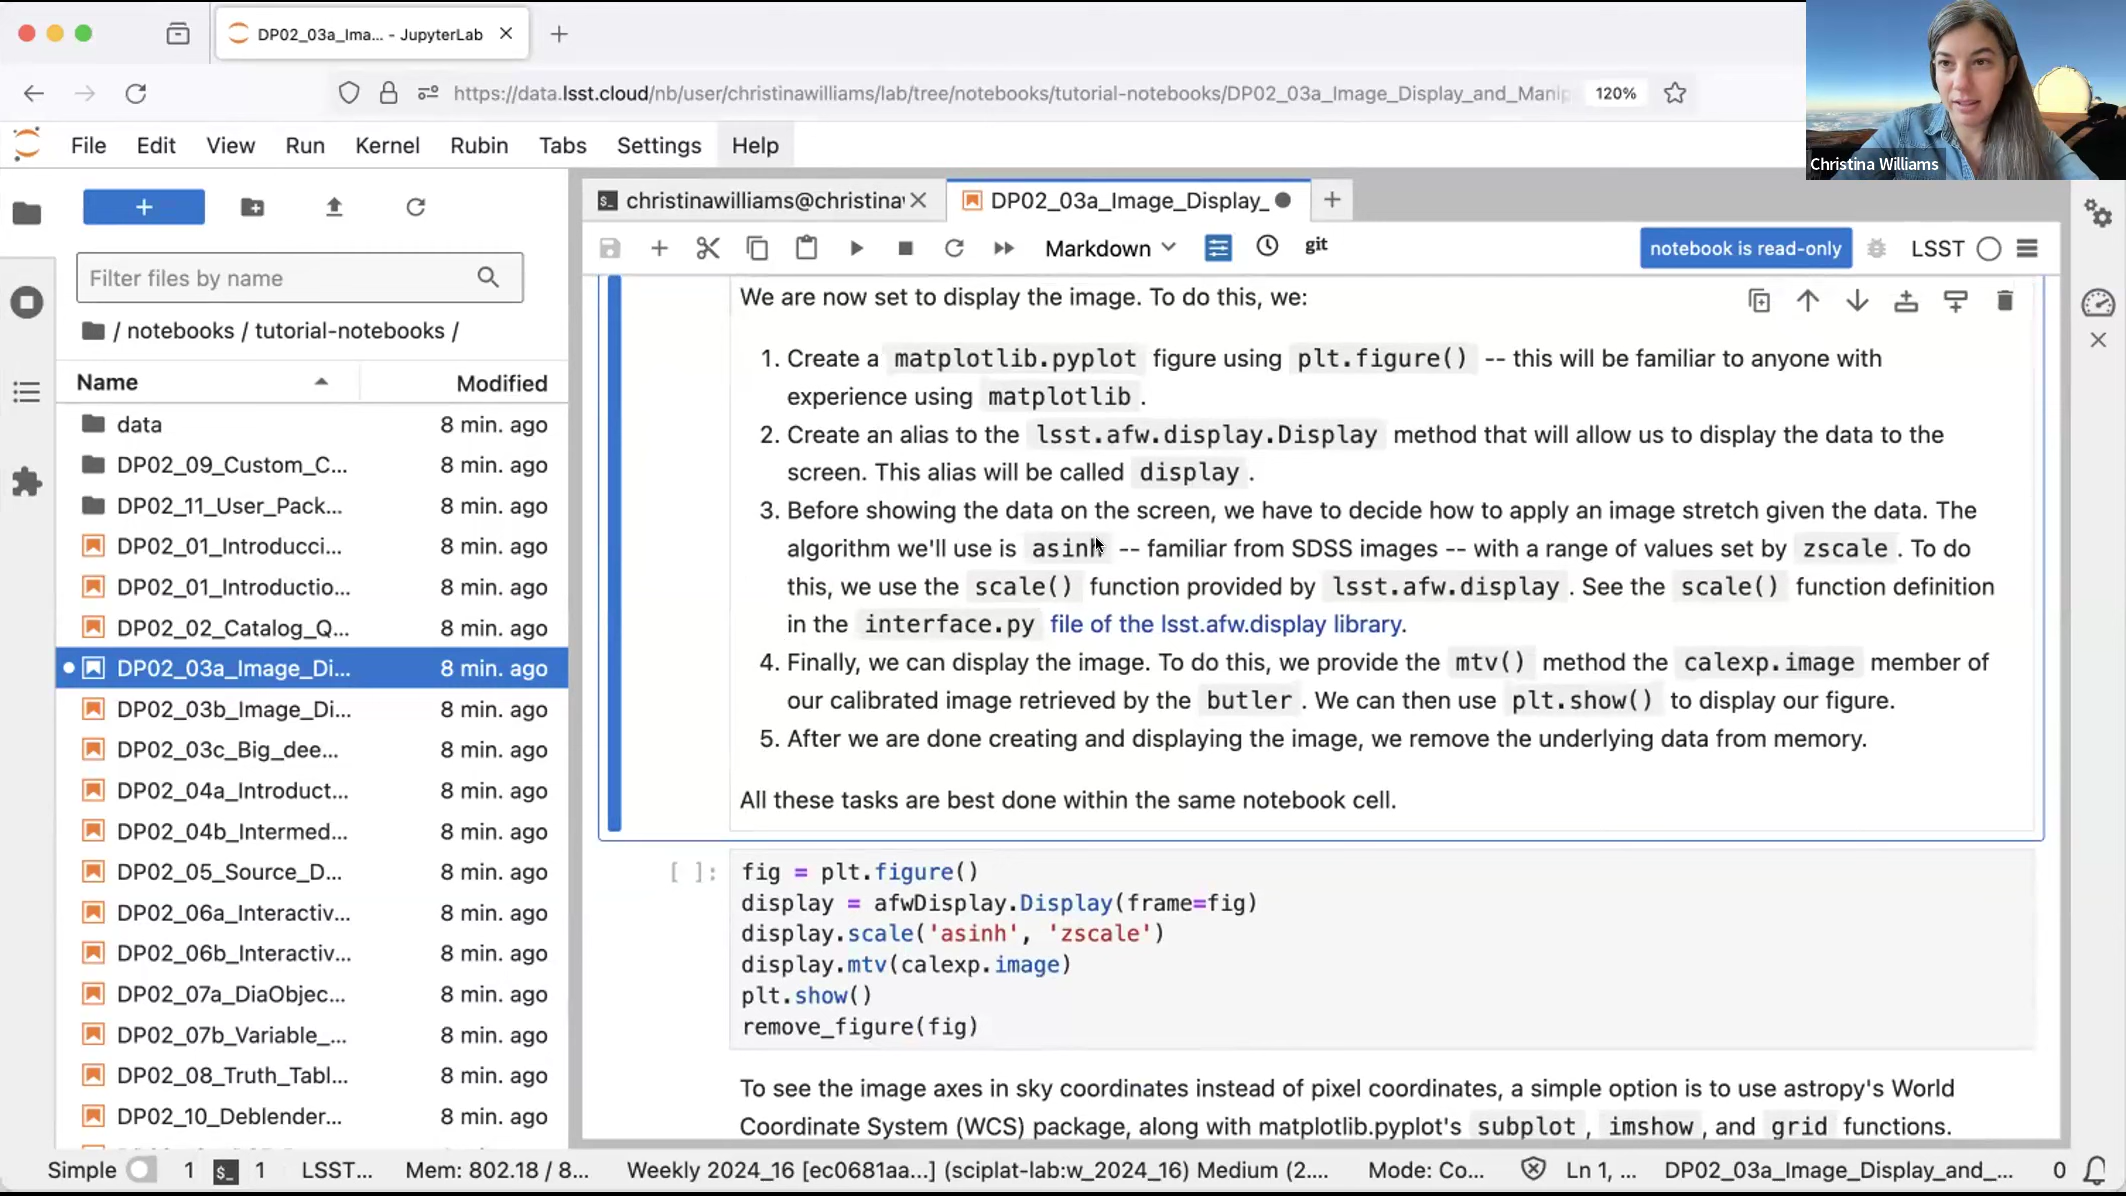 DP02_03a_Ima... - JupyterLab
https://data.lsst.cloud/nb/user/christinawilliams/lab/tree/notebooks/tutorial-notebooks/DP02_03a_Image_Display_and_Manip
120%
Christina Williams
File Edit View Run Kernel Rubin Tabs Settings Help
christinawilliams@christina
DP02_03a_Image_Display_
Markdown
git
notebook is read-only
LSST
Filter files by name
/ notebooks / tutorial-notebooks /
Name Modified
data 8 min. ago
DP02_09_Custom_C... 8 min. ago
DP02_11_User_Pack... 8 min. ago
DP02_01_Introducci... 8 min. ago
DP02_01_Introductio... 8 min. ago
DP02_02_Catalog_Q... 8 min. ago
DP02_03a_Image_Di... 8 min. ago
DP02_03b_Image_Di... 8 min. ago
DP02_03c_Big_dee... 8 min. ago
DP02_04a_Introduct... 8 min. ago
DP02_04b_Intermed... 8 min. ago
DP02_05_Source_D... 8 min. ago
DP02_06a_Interactiv... 8 min. ago
DP02_06b_Interactiv... 8 min. ago
DP02_07a_DiaObjec... 8 min. ago
DP02_07b_Variable_... 8 min. ago
DP02_08_Truth_Tabl... 8 min. ago
DP02_10_Deblender... 8 min. ago
We are now set to display the image. To do this, we:
1. Create a matplotlib.pyplot figure using plt.figure() -- this will be familiar to anyone with
experience using matplotlib .
2. Create an alias to the lsst.afw.display.Display method that will allow us to display the data to the
screen. This alias will be called display .
3. Before showing the data on the screen, we have to decide how to apply an image stretch given the data. The
algorithm we'll use is asinh -- familiar from SDSS images -- with a range of values set by zscale . To do
this, we use the scale() function provided by lsst.afw.display . See the scale() function definition
in the interface.py file of the lsst.afw.display library.
4. Finally, we can display the image. To do this, we provide the mtv() method the calexp.image member of
our calibrated image retrieved by the butler . We can then use plt.show() to display our figure.
5. After we are done creating and displaying the image, we remove the underlying data from memory.
All these tasks are best done within the same notebook cell.
[ ]: fig = plt.figure()
display = afwDisplay.Display(frame=fig)
display.scale('asinh', 'zscale')
display.mtv(calexp.image)
plt.show()
remove_figure(fig)
To see the image axes in sky coordinates instead of pixel coordinates, a simple option is to use astropy's World
Coordinate System (WCS) package, along with matplotlib.pyplot's subplot , imshow , and grid functions.
Simple 1 1 LSST... Mem: 802.18 / 8... Weekly 2024_16 [ec0681aa...] (sciplat-lab:w_2024_16) Medium (2.... Mode: Co... Ln 1, ... DP02_03a_Image_Display_and_... 0